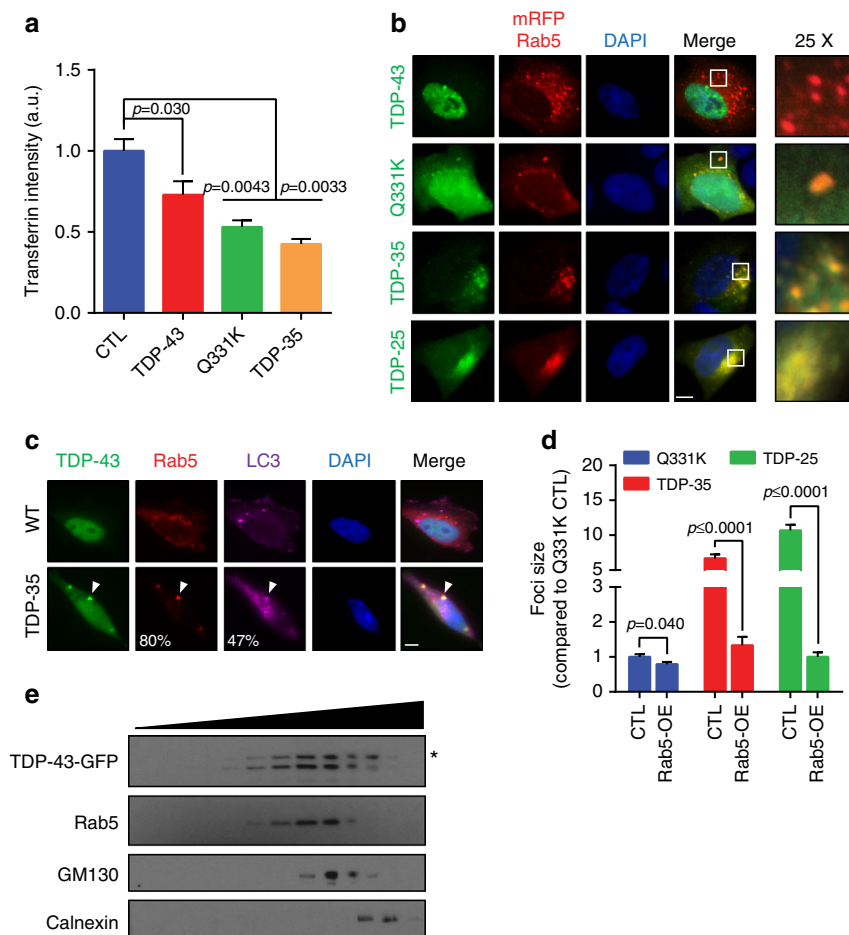 a
Transferrin intensity (a.u.)
1.5
1.0
0.5
0.0
p=0.030
p=0.0043
p=0.0033
CTL
TDP-43
Q331K
TDP-35
b
mRFP
Rab5
DAPI
Merge
25 X
TDP-43
Q331K
TDP-35
TDP-25
c
TDP-43
Rab5
LC3
DAPI
Merge
WT
TDP-35
80%
47%
d
Q331K
TDP-25
TDP-35
Foci size
(compared to Q331K CTL)
20
15
10
5
3
2
1
0
p=0.040
p≤0.0001
p≤0.0001
CTL
Rab5-OE
CTL
Rab5-OE
CTL
Rab5-OE
e
TDP-43-GFP
*
Rab5
GM130
Calnexin